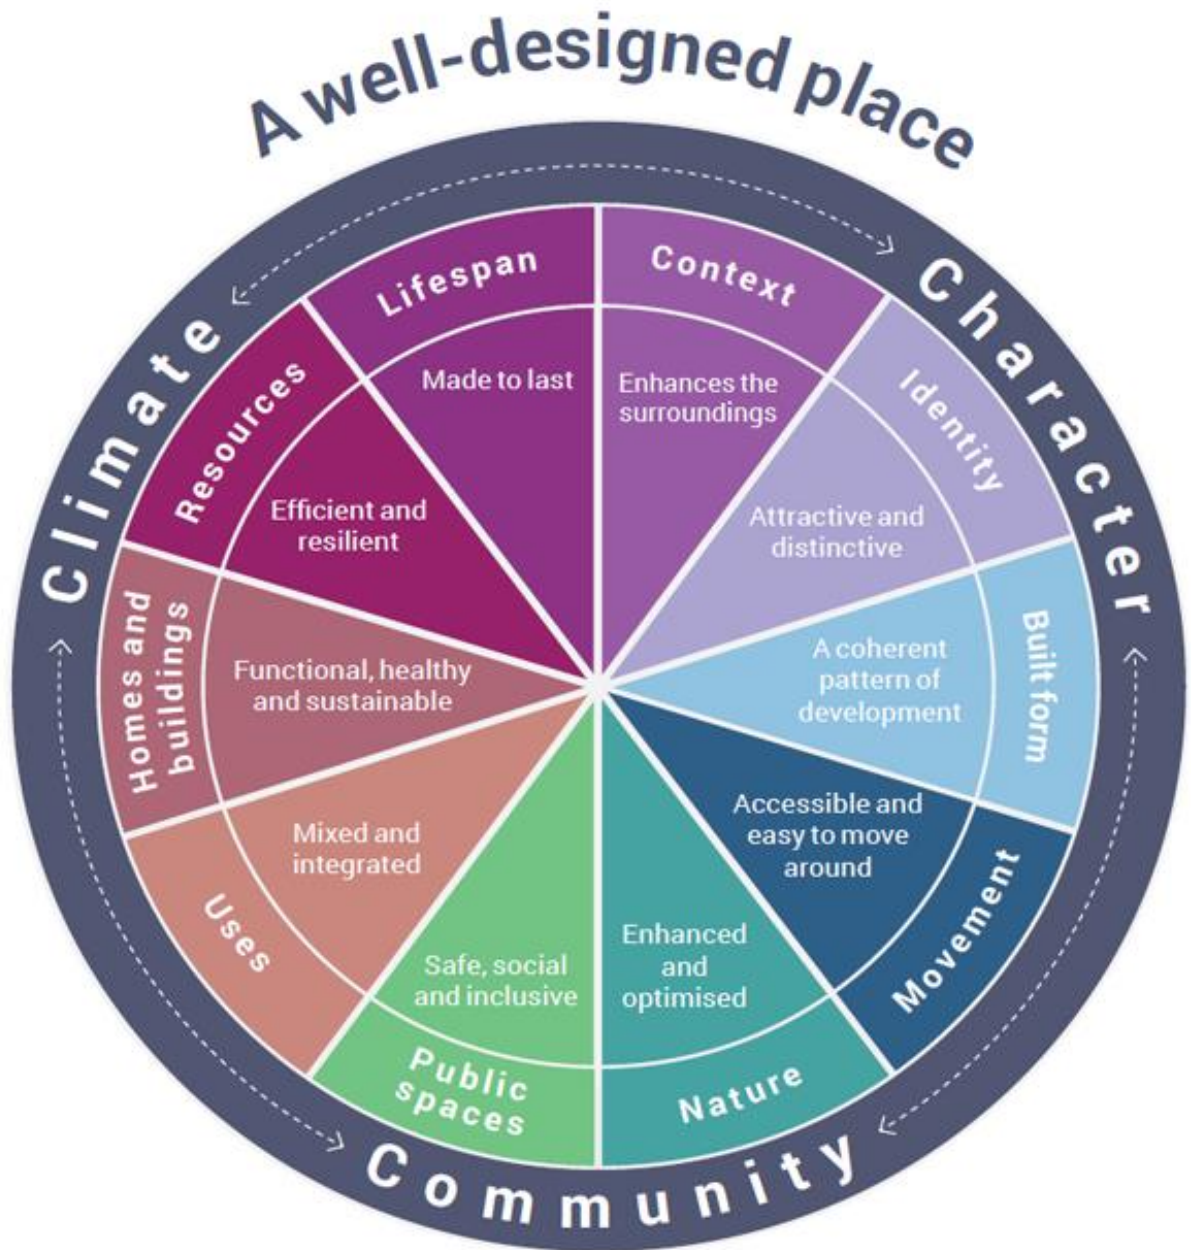 A well-designed place
Climate
Character
Community
Context
Enhances the
surroundings
Identity
Attractive and
distinctive
Built form
A coherent
pattern of
development
Movement
Accessible and
easy to move
around
Nature
Enhanced
and
optimised
Public
spaces
Safe, social
and inclusive
Uses
Mixed and
integrated
Homes and
buildings
Functional, healthy
and sustainable
Resources
Efficient and
resilient
Lifespan
Made to last